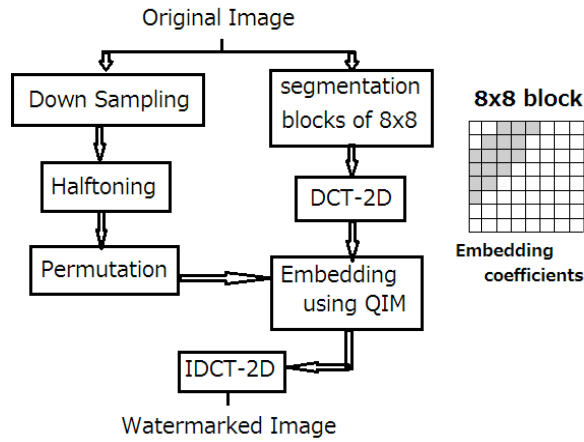 Original Image
Down Sampling
segmentation
blocks of 8x8
8x8 block
Halftoning
DCT-2D
Permutation
Embedding
using QIM
Embedding
coefficients
IDCT-2D
Watermarked Image